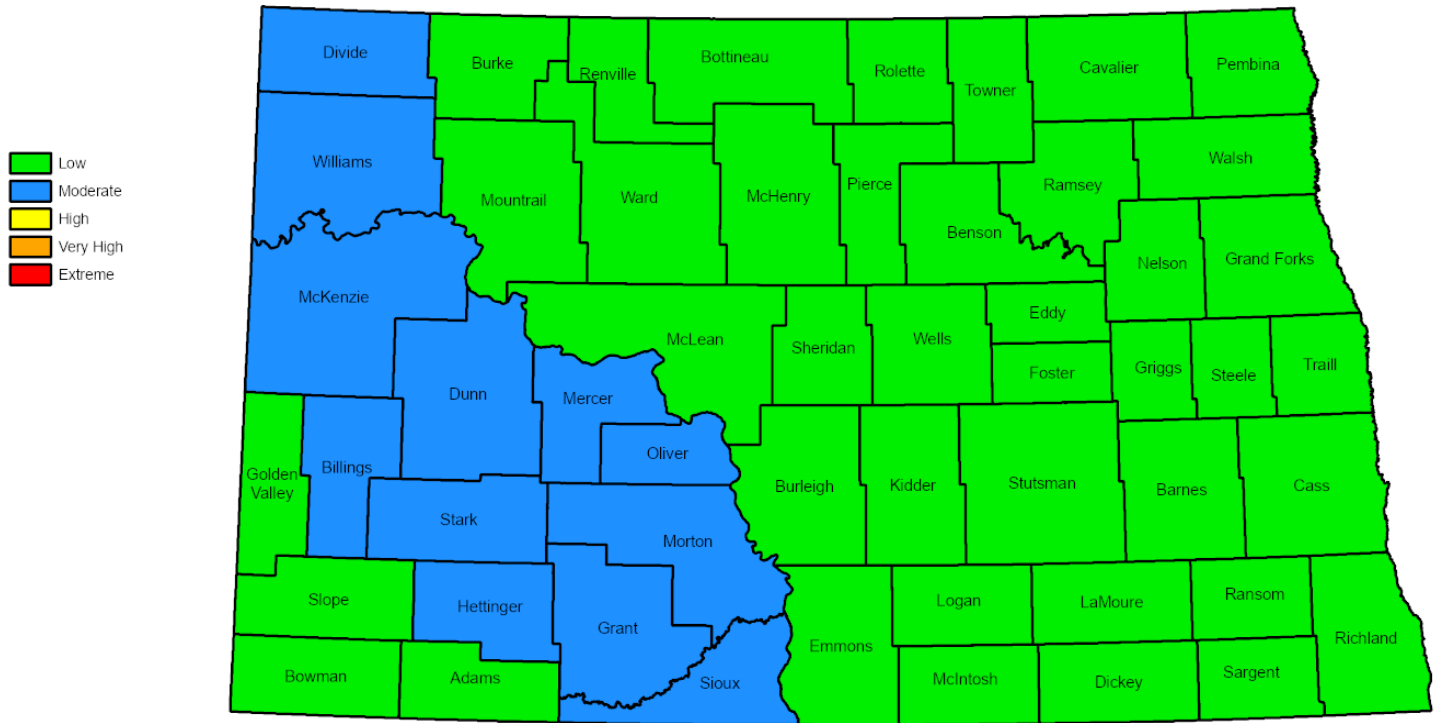 Low
Moderate
High
Very High
Extreme
Divide
Burke
Renville
Bottineau
Rolette
Towner
Cavalier
Pembina
Williams
Mountrail
Ward
McHenry
Pierce
Benson
Ramsey
Walsh
Nelson
Grand Forks
McKenzie
Dunn
McLean
Sheridan
Wells
Eddy
Foster
Griggs
Steele
Traill
Mercer
Oliver
Golden
Valley
Billings
Stark
Morton
Burleigh
Kidder
Stutsman
Barnes
Cass
Slope
Hettinger
Grant
Emmons
Logan
LaMoure
Ransom
Richland
Bowman
Adams
Sioux
McIntosh
Dickey
Sargent